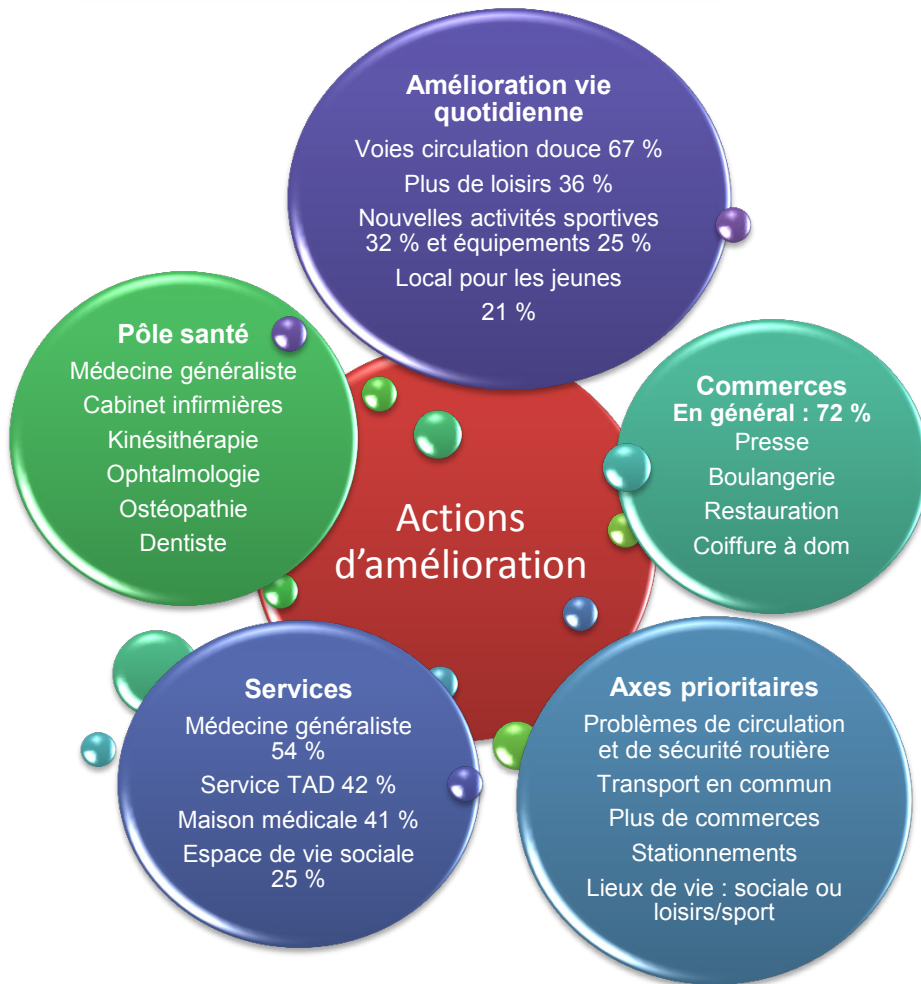 Amélioration vie
quotidienne
Voies circulation douce 67 %
Plus de loisirs 36 %
Nouvelles activités sportives
32 % et équipements 25 %
Local pour les jeunes
21 %
Pôle santé
Médecine généraliste
Cabinet infirmières
Kinésithérapie
Ophtalmologie
Ostéopathie
Dentiste
Commerces
En général : 72 %
Presse
Boulangerie
Restauration
Coiffure à dom
Actions
d’amélioration
Services
Médecine généraliste
54 %
Service TAD 42 %
Maison médicale 41 %
Espace de vie sociale
25 %
Axes prioritaires
Problèmes de circulation
et de sécurité routière
Transport en commun
Plus de commerces
Stationnements
Lieux de vie : sociale ou
loisirs/sport